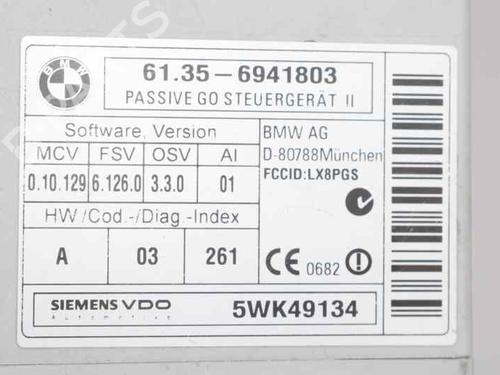 BMW
61.35 - 6941803
PASSIVE GO STEUERGERÄT II
Software, Version
MCV FSV OSV AI
0.10.129 6.126.0 3.3.0 01
HW/Cod.-/Diag.-Index
A 03 261
BMW AG
D-80788München
FCCID:LX8PGS
CE 0682
SIEMENS VDO
Automotive
5WK49134